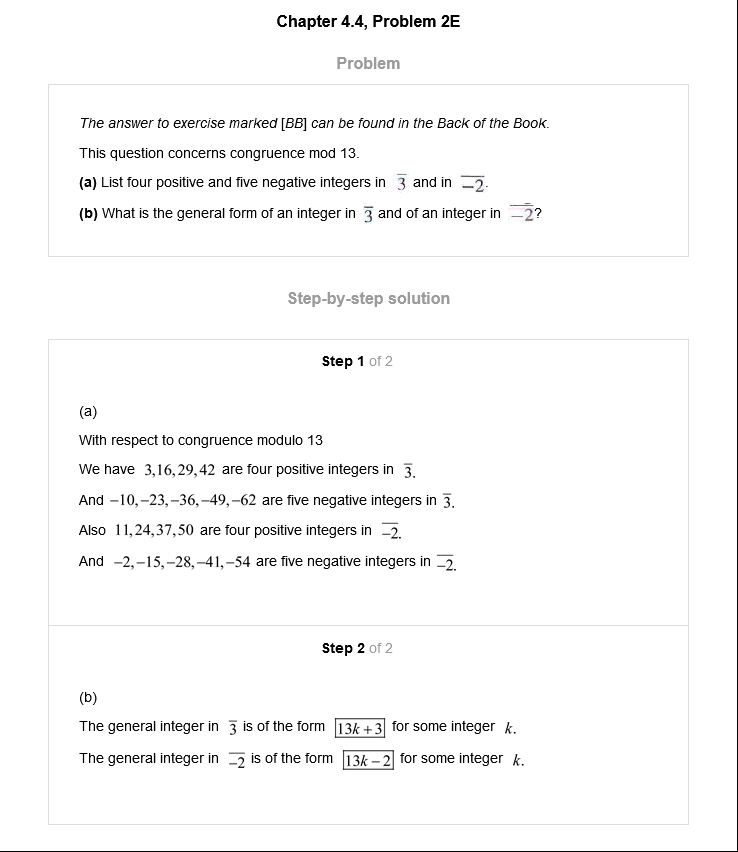 Chapter 4.4, Problem 2E
Problem
The answer to exercise marked [BB] can be found in the Back of the Book.
This question concerns congruence mod 13.
(a) List four positive and five negative integers in 3̅ and in \overline{-2}.
(b) What is the general form of an integer in 3̅ and of an integer in \overline{-2}?
Step-by-step solution
Step 1 of 2
(a)
With respect to congruence modulo 13
We have 3,16,29,42 are four positive integers in 3̅.
And −10,−23,−36,−49,−62 are five negative integers in 3̅.
Also 11,24,37,50 are four positive integers in \overline{-2}.
And −2,−15,−28,−41,−54 are five negative integers in \overline{-2}.
Step 2 of 2
(b)
The general integer in 3̅ is of the form 13k+3 for some integer k.
The general integer in \overline{-2} is of the form 13k−2 for some integer k.